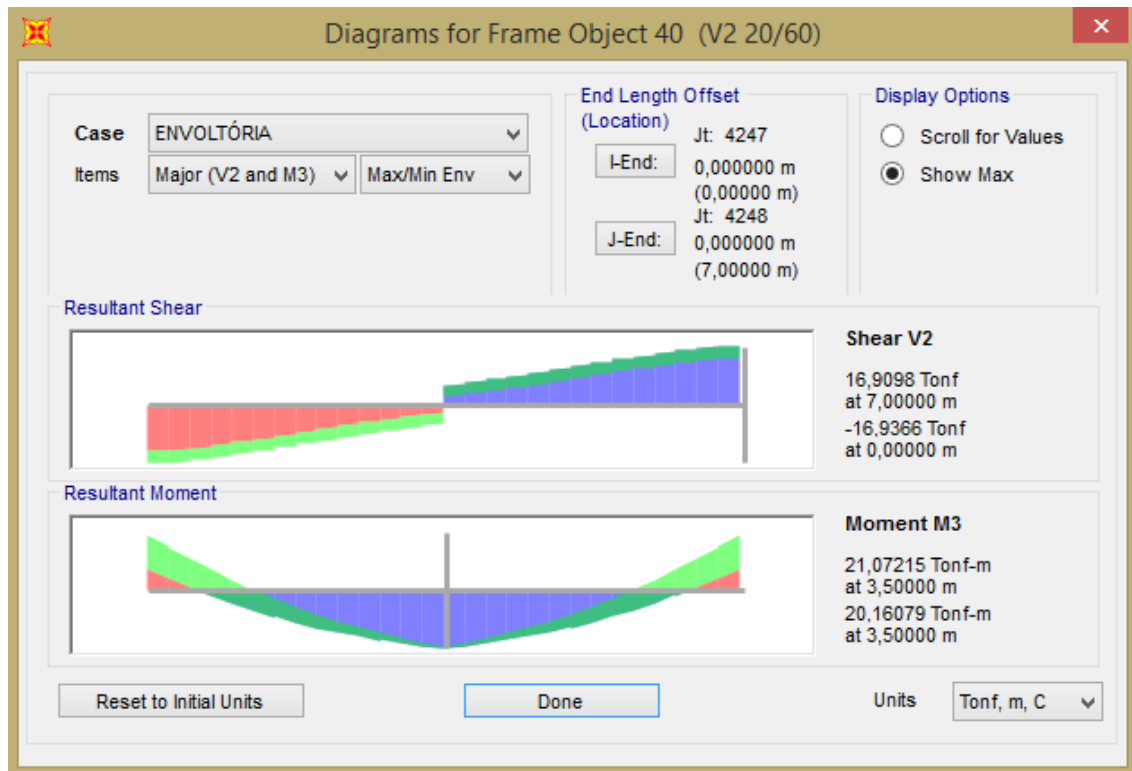 Diagrams for Frame Object 40 (V2 20/60)
×
Case
ENVOLTÓRIA
Items
Major (V2 and M3)
Max/Min Env
End Length Offset
(Location)
I-End:
Jt: 4247
0,000000 m
(0,00000 m)
J-End:
Jt: 4248
0,000000 m
(7,00000 m)
Display Options
Scroll for Values
Show Max
Resultant Shear
Shear V2
16,9098 Tonf
at 7,00000 m
-16,9366 Tonf
at 0,00000 m
Resultant Moment
Moment M3
21,07215 Tonf-m
at 3,50000 m
20,16079 Tonf-m
at 3,50000 m
Reset to Initial Units
Done
Units
Tonf, m, C